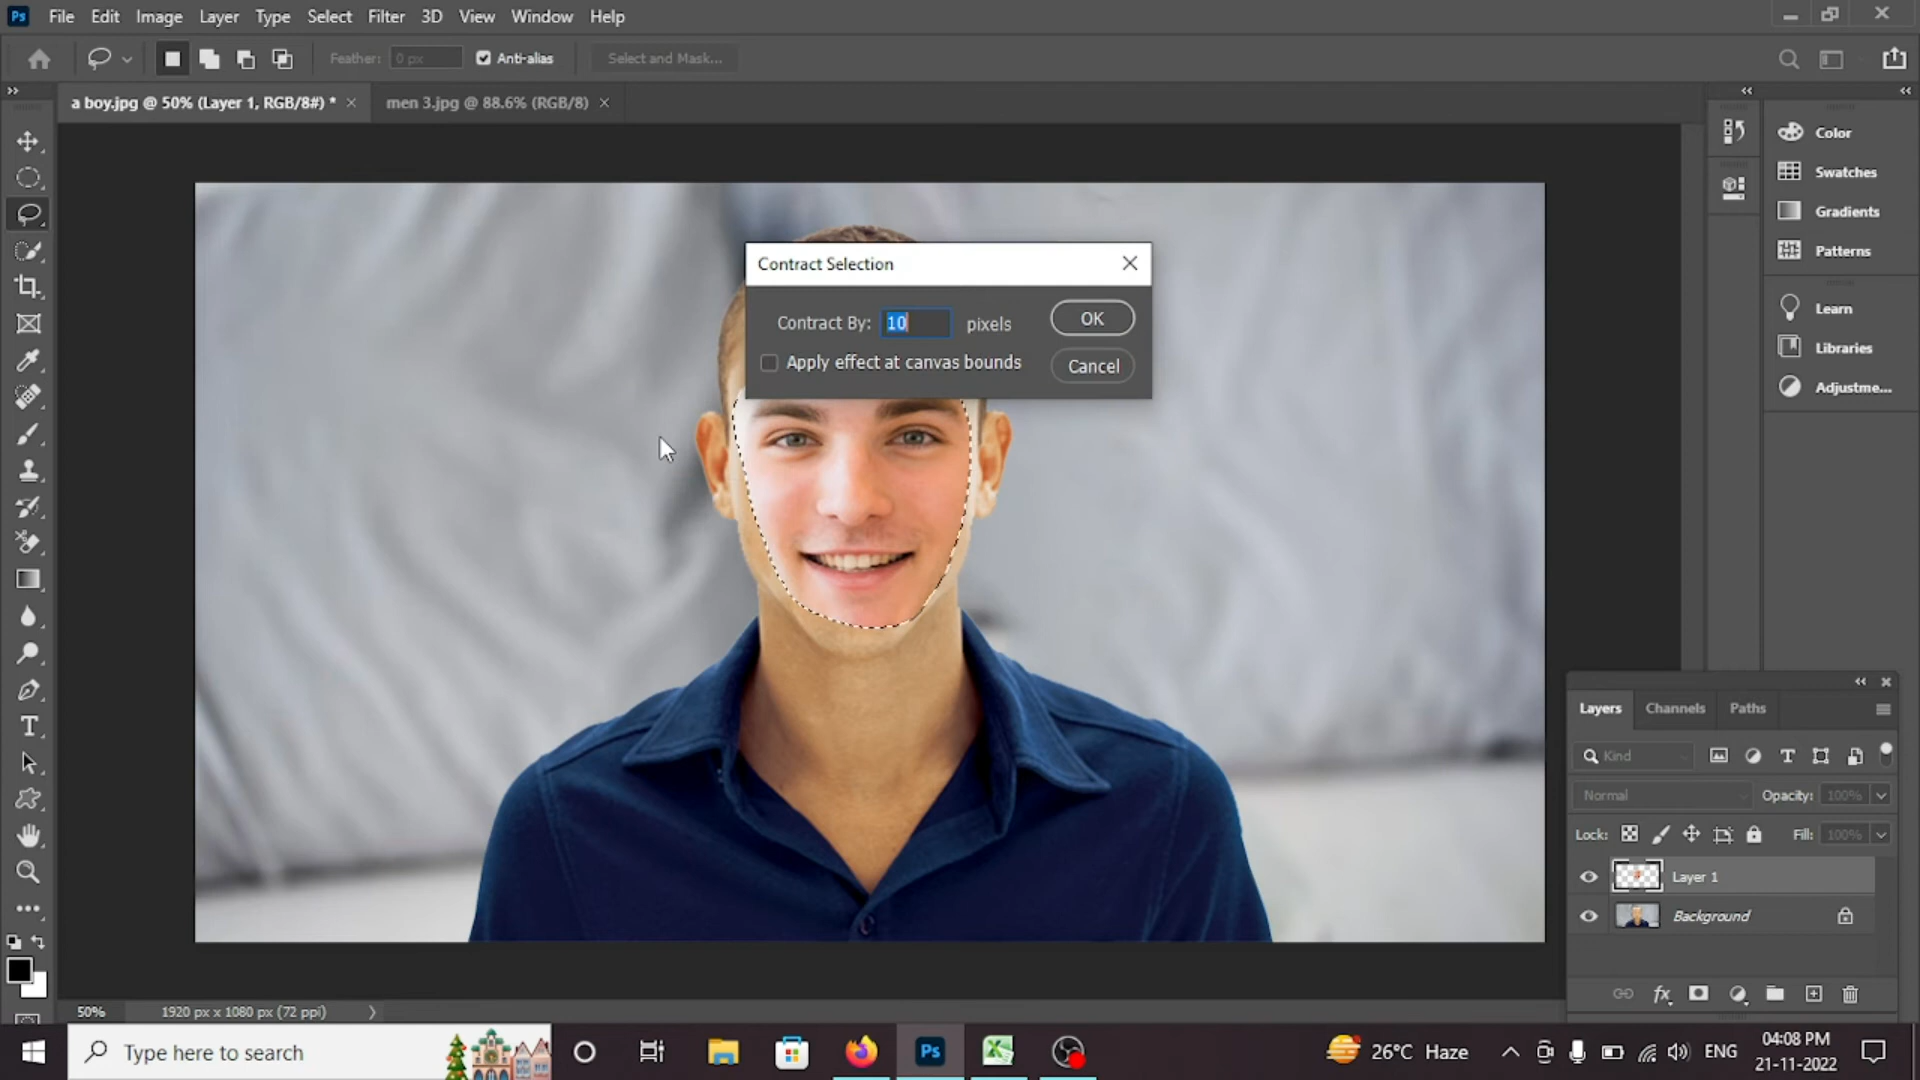 Ps File Edit Image Layer Type Select Filter 3D View Window Help
Feather: 0 px Anti-alias Select and Mask...
a boy.jpg @ 50% (Layer 1, RGB/8#) * × men 3.jpg @ 88.6% (RGB/8) ×
Color
Swatches
Gradients
Patterns
Learn
Libraries
Adjustme...
Contract Selection
Contract By: 10 pixels OK
Apply effect at canvas bounds Cancel
Layers Channels Paths
Kind
Normal Opacity: 100%
Lock: Fill: 100%
Layer 1
Background
50% 1920 px x 1080 px (72 ppi)
Type here to search
Ps
26°C Haze
ENG
04:08 PM
21-11-2022